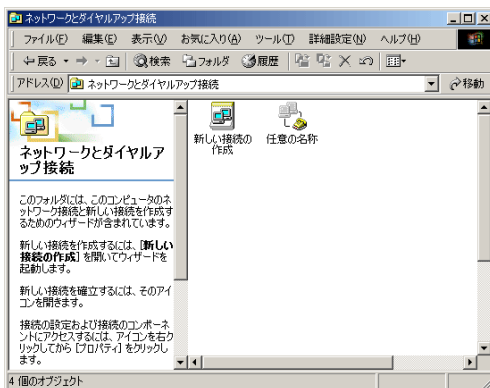 ネットワークとダイヤルアップ接続
ファイル(F) 編集(E) 表示(V) お気に入り(A) ツール(T) 詳細設定(N) ヘルプ(H)
戻る 検索 フォルダ 履歴
アドレス(D) ネットワークとダイヤルアップ接続 移動
ネットワークとダイヤルア
ップ接続
このフォルダには、このコンピュータのネ
ットワーク接続と新しい接続を作成す
るためのウィザードが含まれています。
新しい接続を作成するには、[新しい
接続の作成] を開いてウィザードを
起動します。
新しい接続を確立するには、そのアイ
コンを開きます。
接続の設定および接続のコンポーネ
ントにアクセスするには、アイコンを右ク
リックしてから [プロパティ] をクリックし
ます。
新しい接続の
作成
任意の名称
4 個のオブジェクト